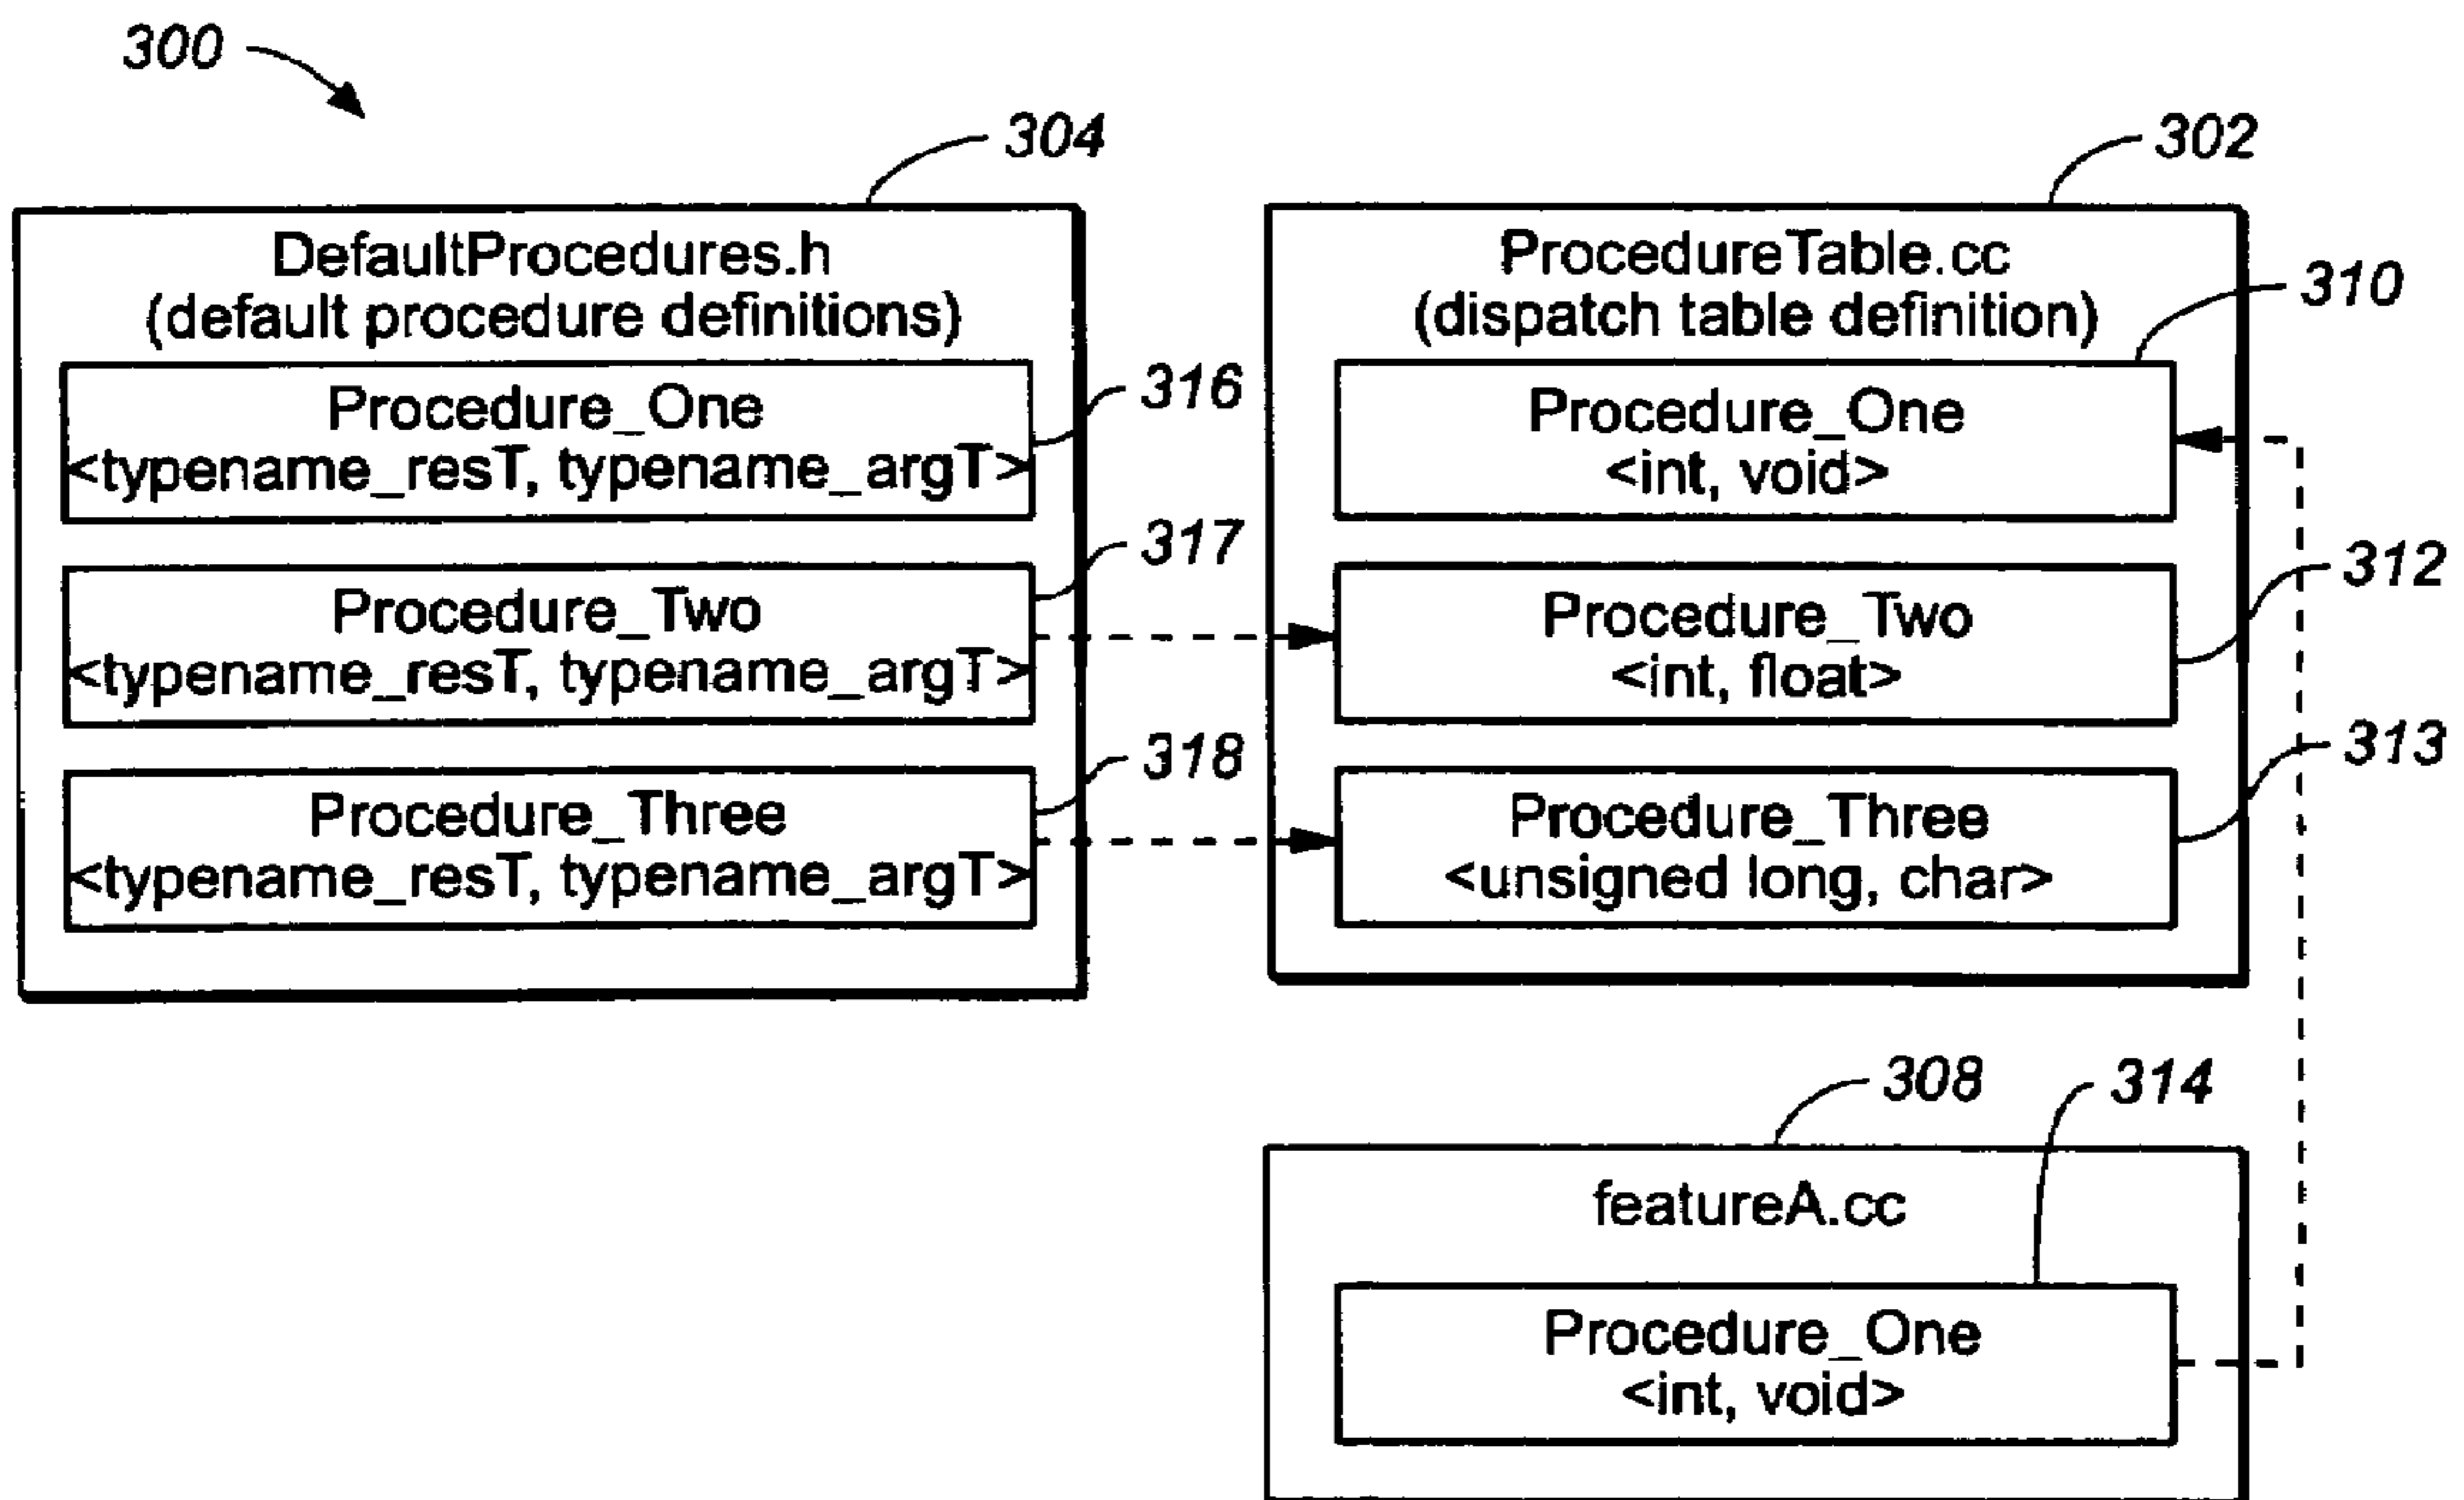 300
304
DefaultProcedures.h
(default procedure definitions)
316
Procedure_One
<typename_resT, typename_argT>
317
Procedure_Two
<typename_resT, typename_argT>
318
Procedure_Three
<typename_resT, typename_argT>
302
ProcedureTable.cc
(dispatch table definition)
310
Procedure_One
<int, void>
312
Procedure_Two
<int, float>
313
Procedure_Three
<unsigned long, char>
308
314
featureA.cc
Procedure_One
<int, void>